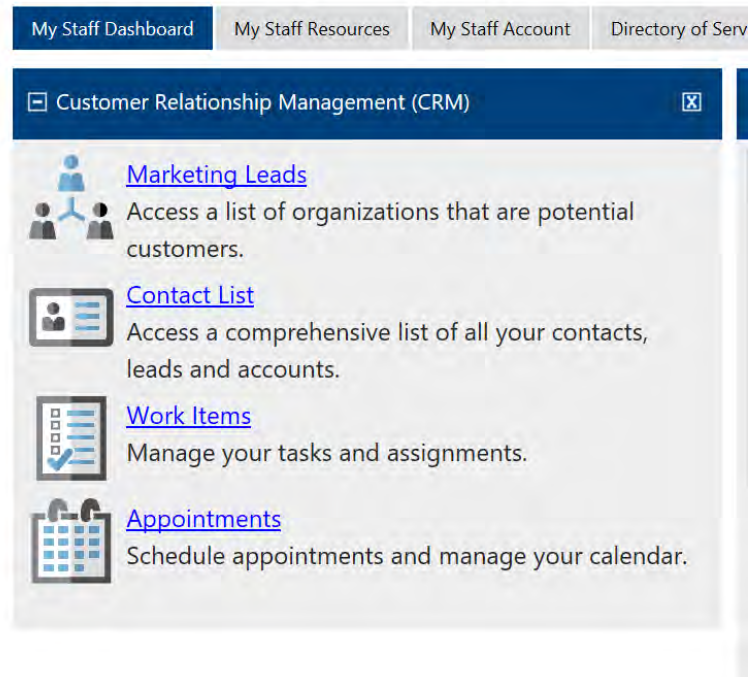 My Staff Dashboard My Staff Resources My Staff Account Directory of Serv
Customer Relationship Management (CRM)
Marketing Leads
Access a list of organizations that are potential
customers.
Contact List
Access a comprehensive list of all your contacts,
leads and accounts.
Work Items
Manage your tasks and assignments.
Appointments
Schedule appointments and manage your calendar.